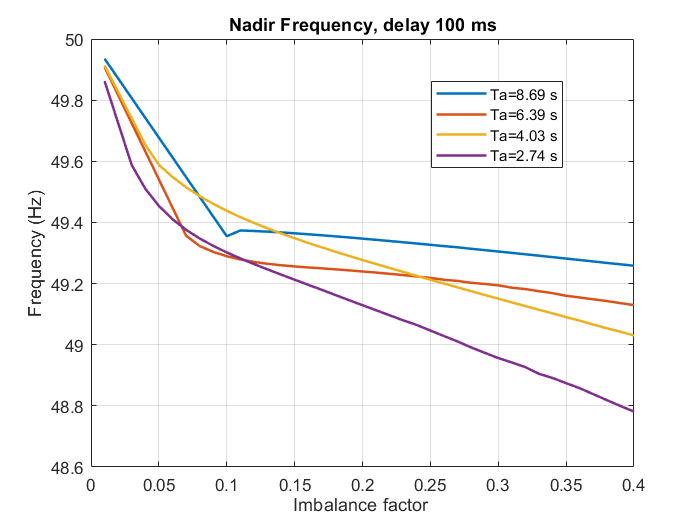 Nadir Frequency, delay 100 ms
50
49.8
49.6
49.4
49.2
49
48.8
48.6
Frequency (Hz)
Ta=8.69 s
Ta=6.39 s
Ta=4.03 s
Ta=2.74 s
0 0.05 0.1 0.15 0.2 0.25 0.3 0.35 0.4
Imbalance factor